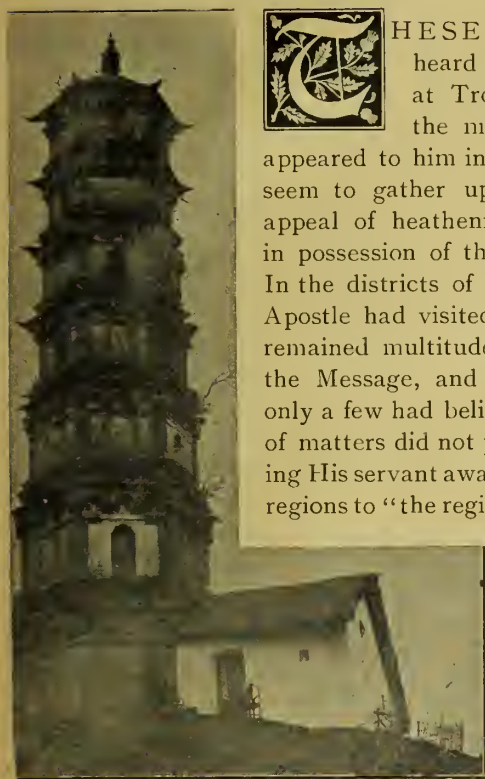 THESE
heard
at Tro
the m
appeared to him in
seem to gather up
appeal of heathen
in possession of th
In the districts of
Apostle had visited
remained multitude
the Message, and
only a few had beli
of matters did not
ing His servant awa
regions to "the regi